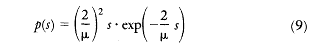 p(s) = (2/μ)² s · exp(−2/μ s) (9)